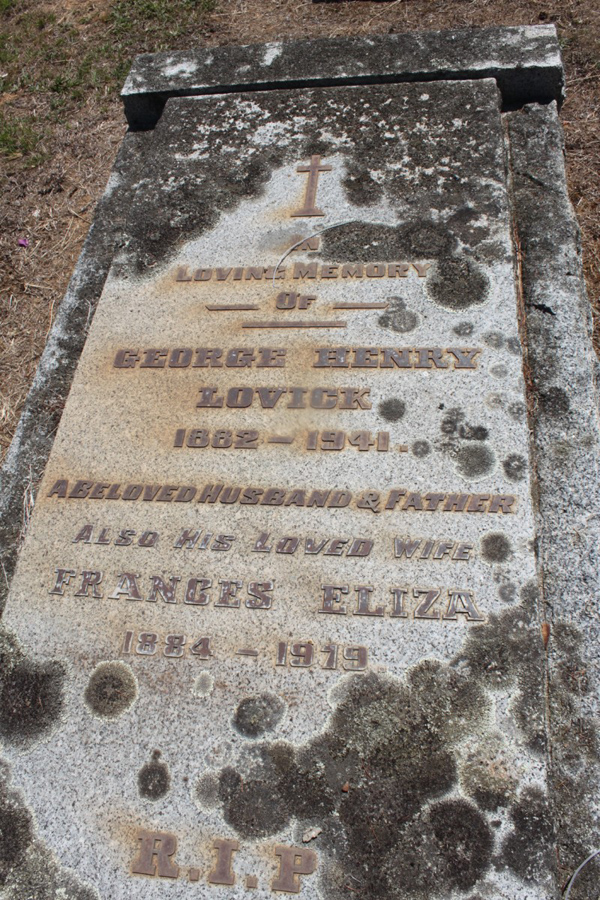 IN
LOVING MEMORY
OF
GEORGE HENRY
LOVICK
1882 — 1941.
A BELOVED HUSBAND & FATHER
ALSO HIS LOVED WIFE
FRANCES ELIZA
1884 - 1979
R.I.P